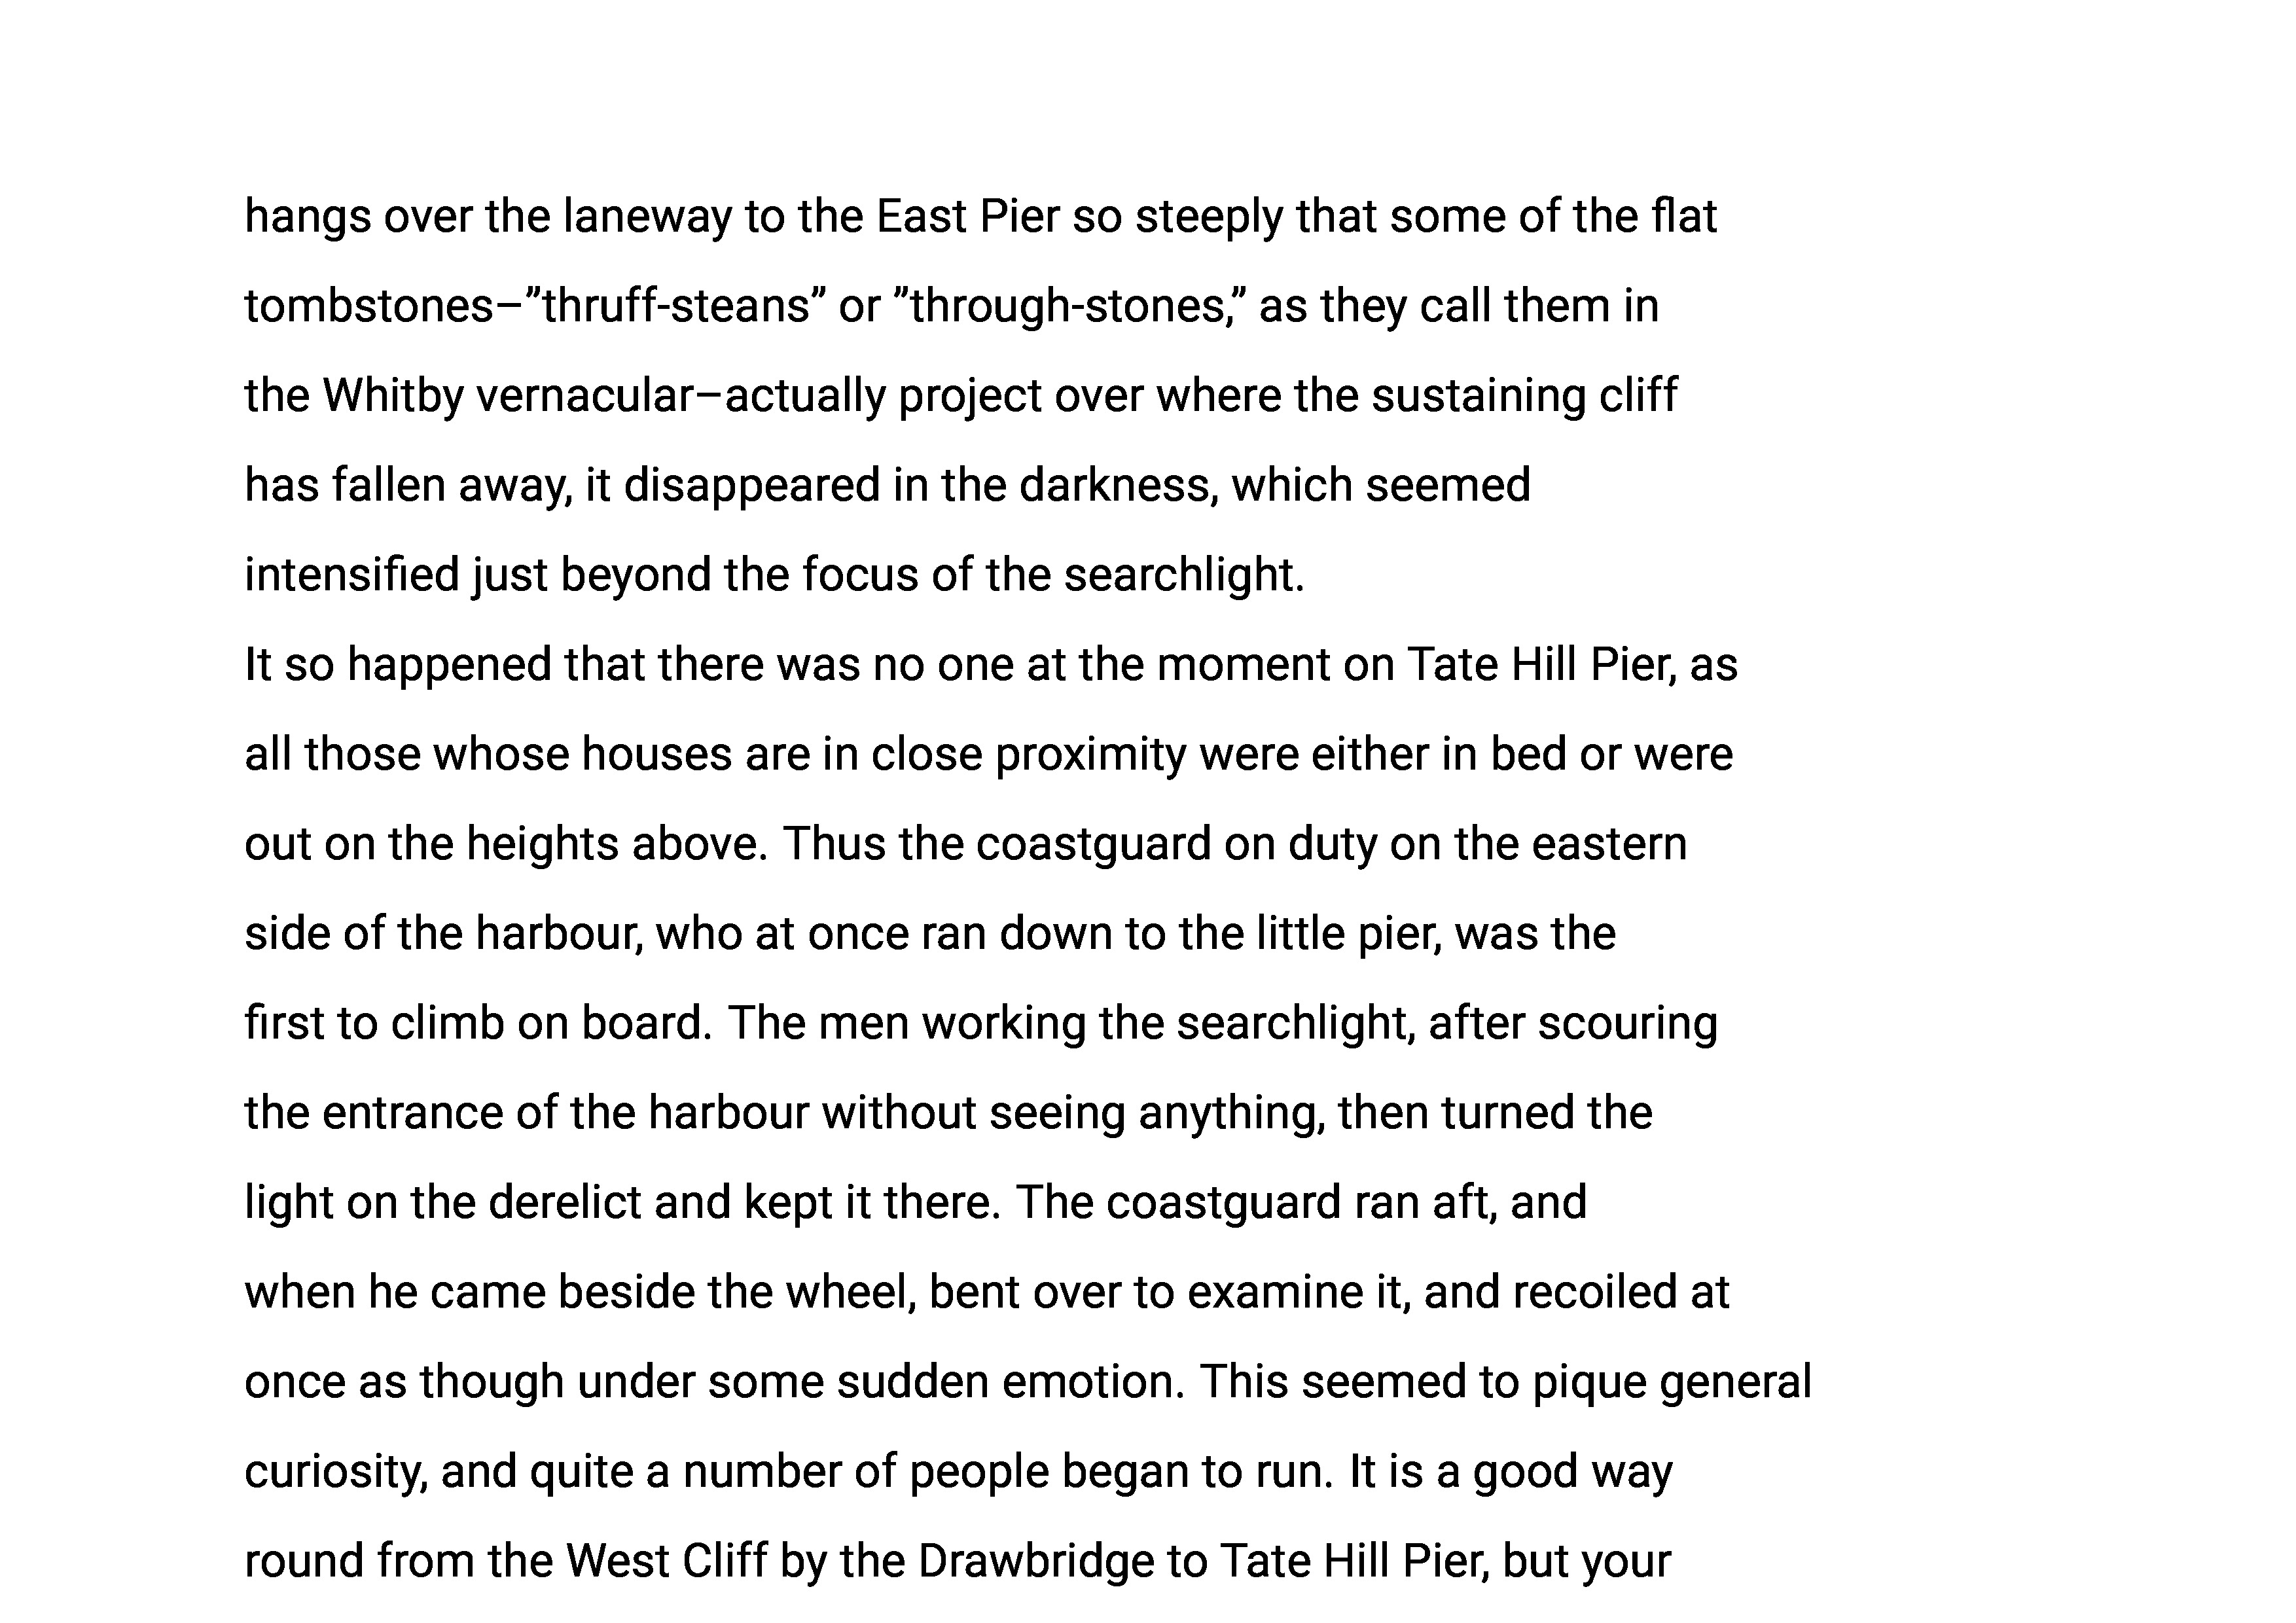 hangs over the laneway to the East Pier so steeply that some of the flat
tombstones–”thruff-steans” or ”through-stones,” as they call them in
the Whitby vernacular–actually project over where the sustaining cliff
has fallen away, it disappeared in the darkness, which seemed
intensified just beyond the focus of the searchlight.
It so happened that there was no one at the moment on Tate Hill Pier, as
all those whose houses are in close proximity were either in bed or were
out on the heights above. Thus the coastguard on duty on the eastern
side of the harbour, who at once ran down to the little pier, was the
first to climb on board. The men working the searchlight, after scouring
the entrance of the harbour without seeing anything, then turned the
light on the derelict and kept it there. The coastguard ran aft, and
when he came beside the wheel, bent over to examine it, and recoiled at
once as though under some sudden emotion. This seemed to pique general
curiosity, and quite a number of people began to run. It is a good way
round from the West Cliff by the Drawbridge to Tate Hill Pier, but your